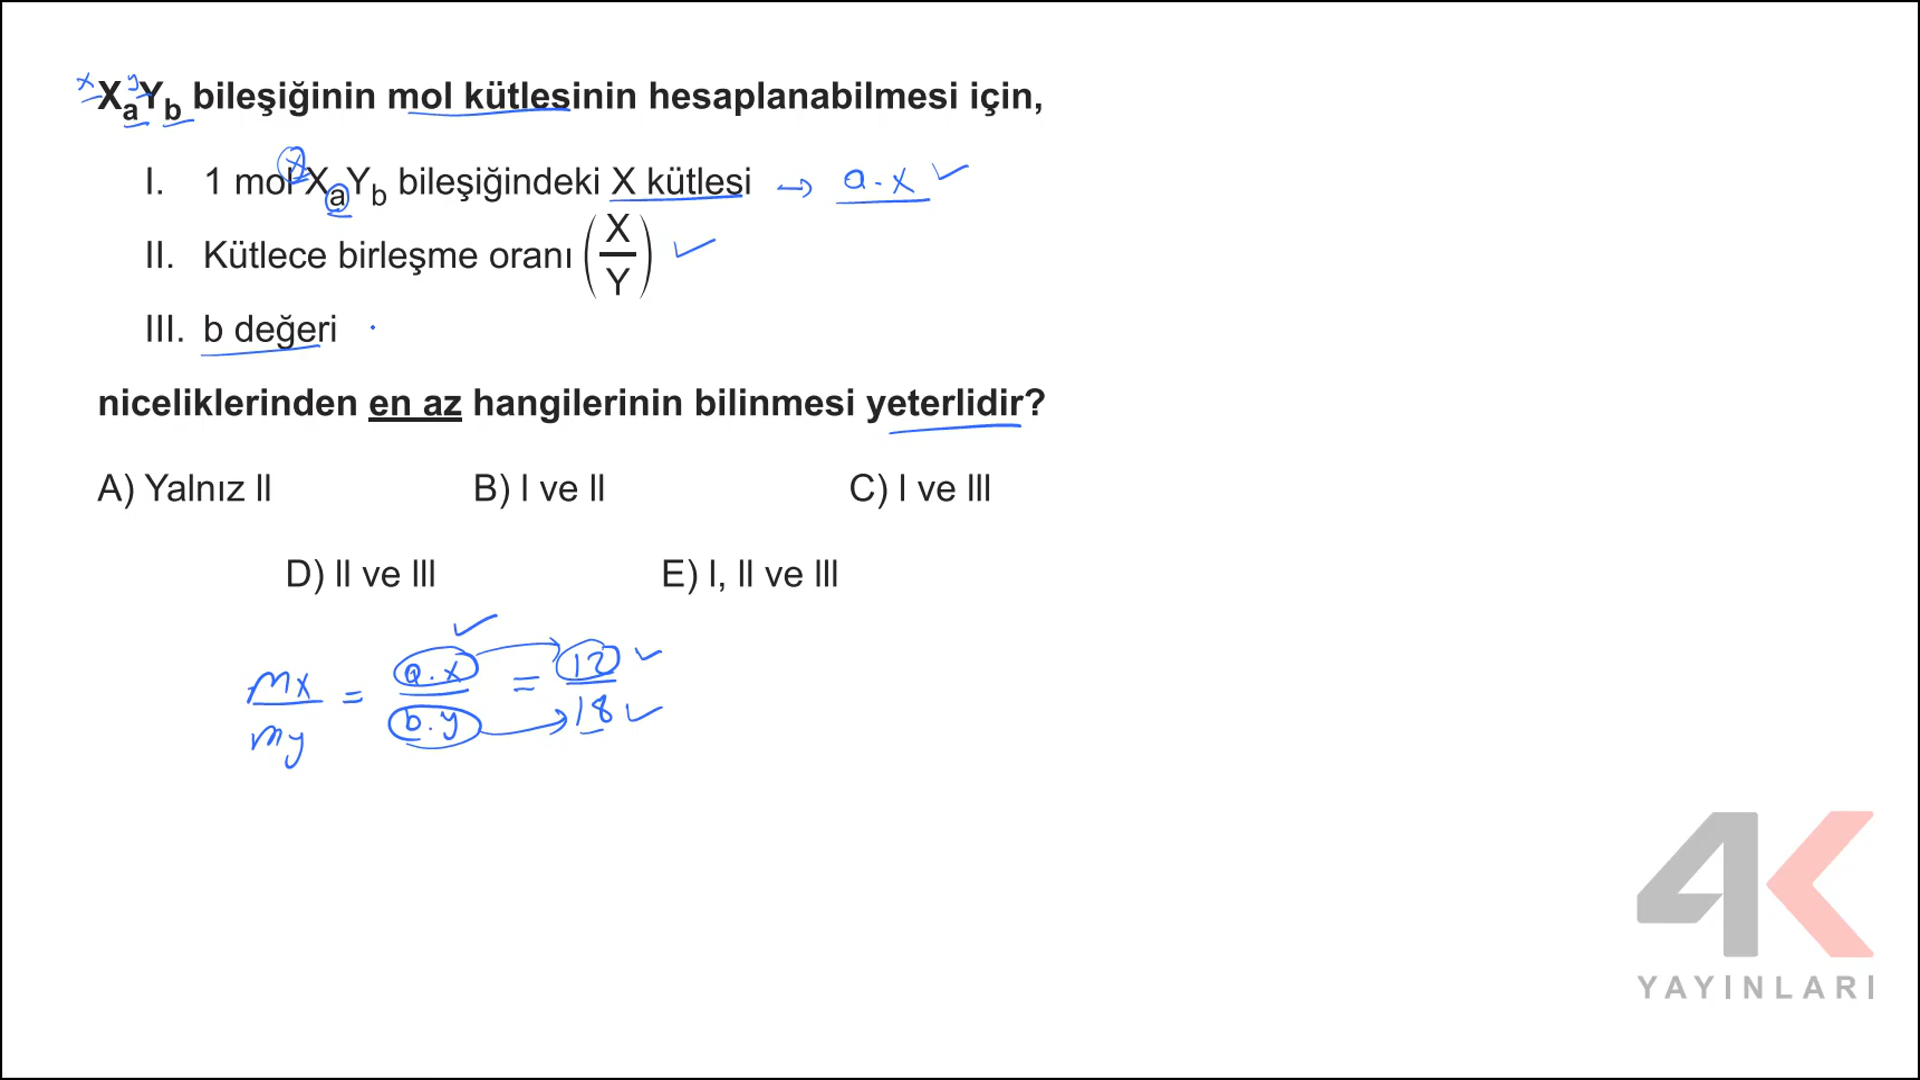 x y
XaYb bileşiğinin mol kütlesinin hesaplanabilmesi için,
I. 1 mol XaYb bileşiğindeki X kütlesi → a.x ✓
II. Kütlece birleşme oranı (X/Y) ✓
III. b değeri
niceliklerinden en az hangilerinin bilinmesi yeterlidir?
A) Yalnız II B) I ve II C) I ve III
D) II ve III E) I, II ve III
mx/my = a.x/b.y = 12/18
4K
YAYINLARI